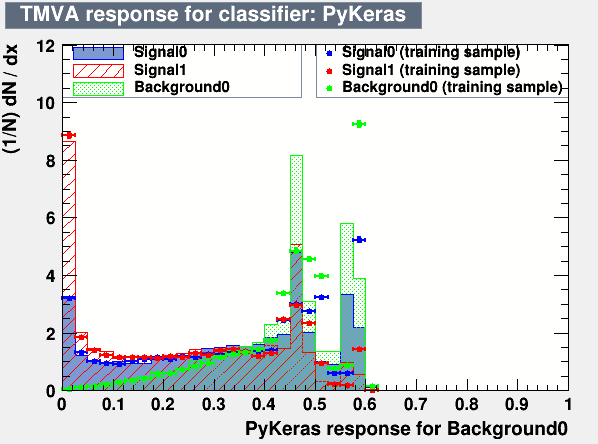 TMVA response for classifier: PyKeras
(1/N) dN / dx
12
10
8
6
4
2
0
Signal0
Signal1
Background0
Signal0 (training sample)
Signal1 (training sample)
Background0 (training sample)
0 0.1 0.2 0.3 0.4 0.5 0.6 0.7 0.8 0.9 1
PyKeras response for Background0